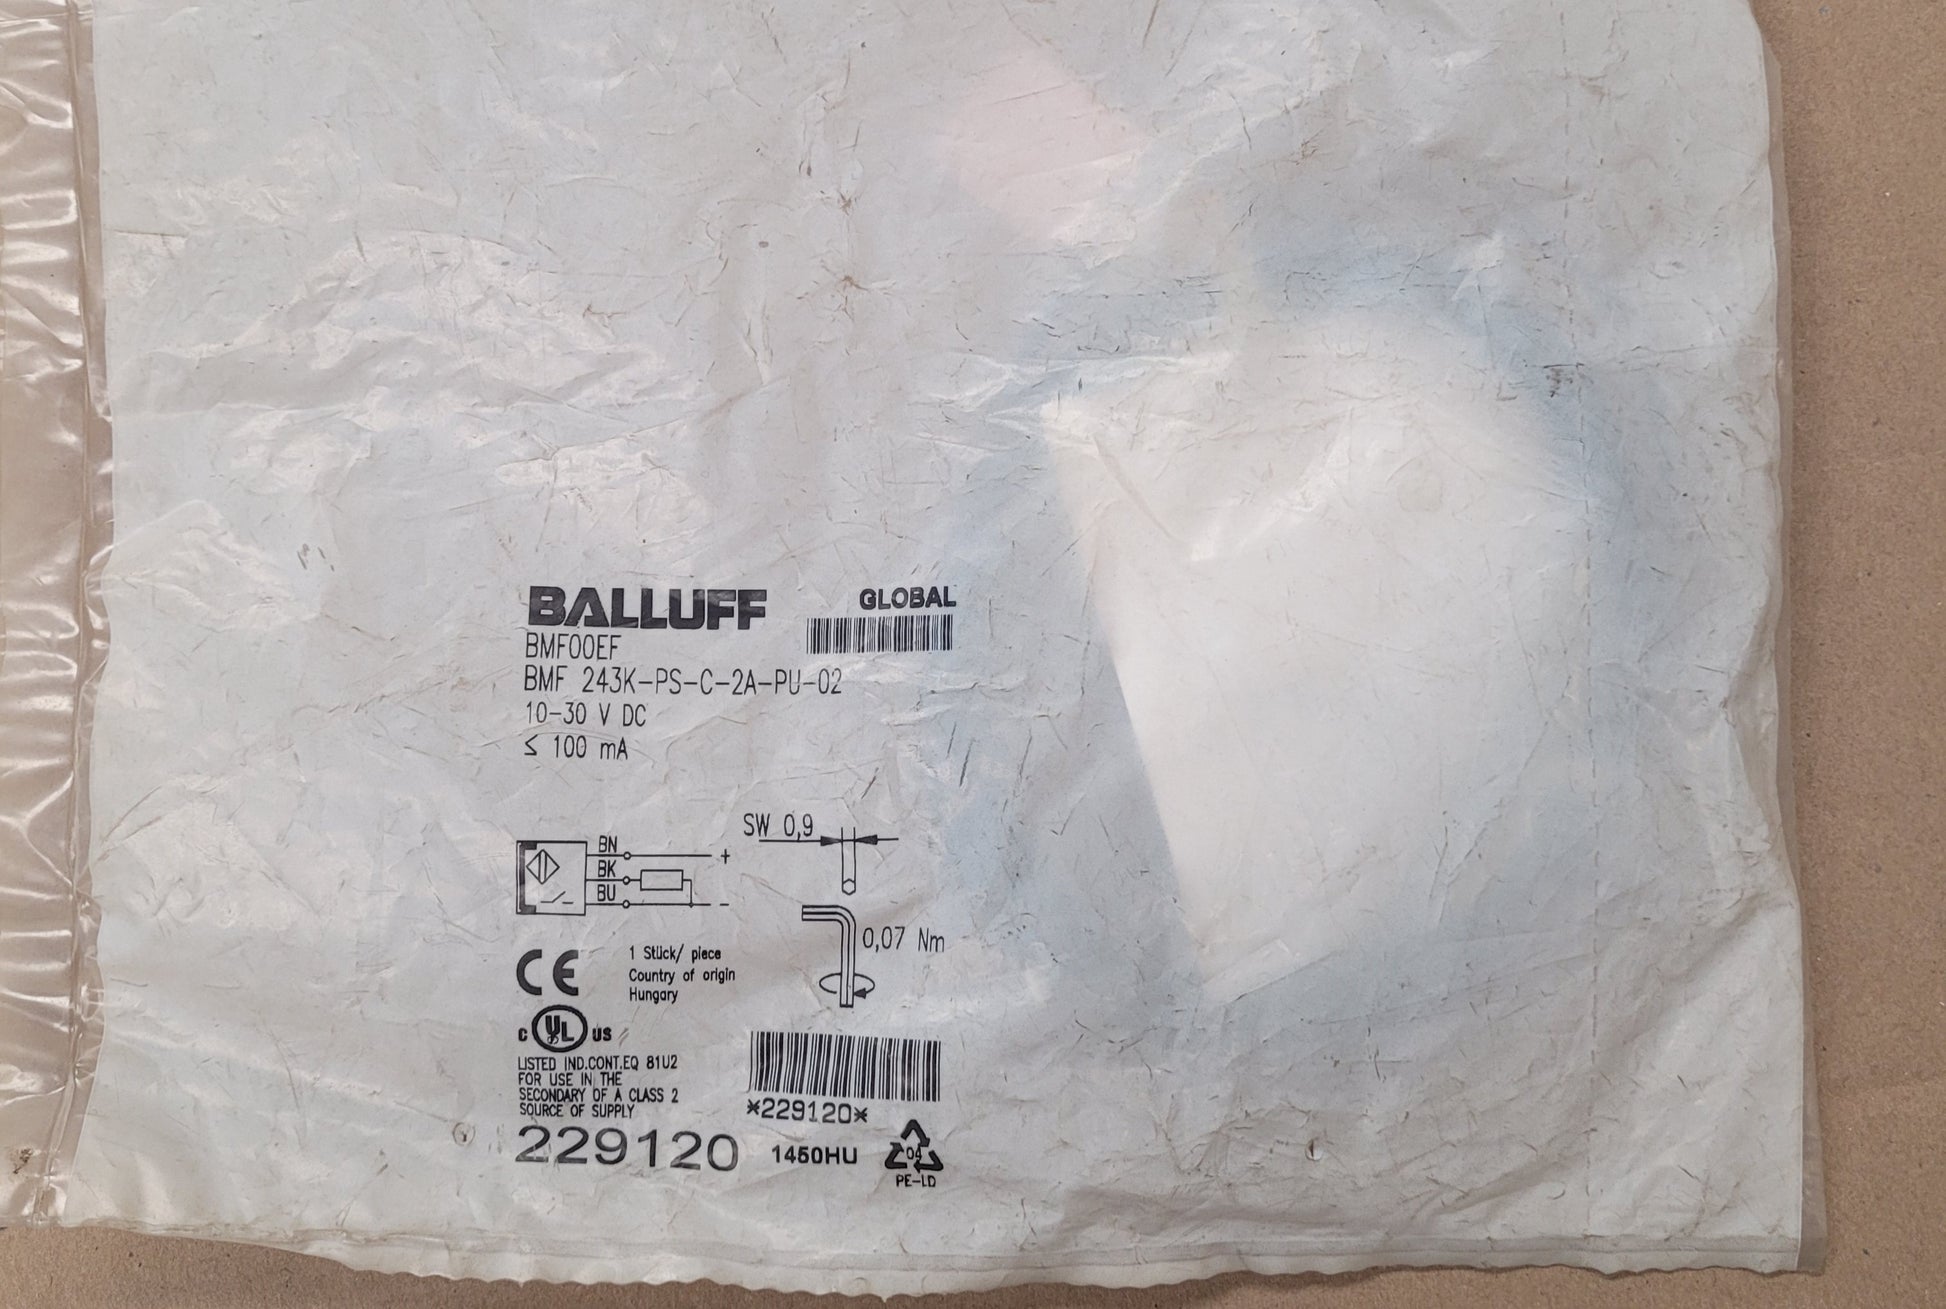 BALLUFF
GLOBAL
BMF00EF
BMF 243K-PS-C-2A-PU-02
10-30 V DC
≤ 100 mA
SW 0,9
BN
+
BK
BU
-
0,07 Nm
CE
1 Stück/ piece
Country of origin
Hungary
c UL US
LISTED IND.CONT.EQ 81U2
FOR USE IN THE
SECONDARY OF A CLASS 2
SOURCE OF SUPPLY
*229120*
229120
1450HU
04
PE-LD